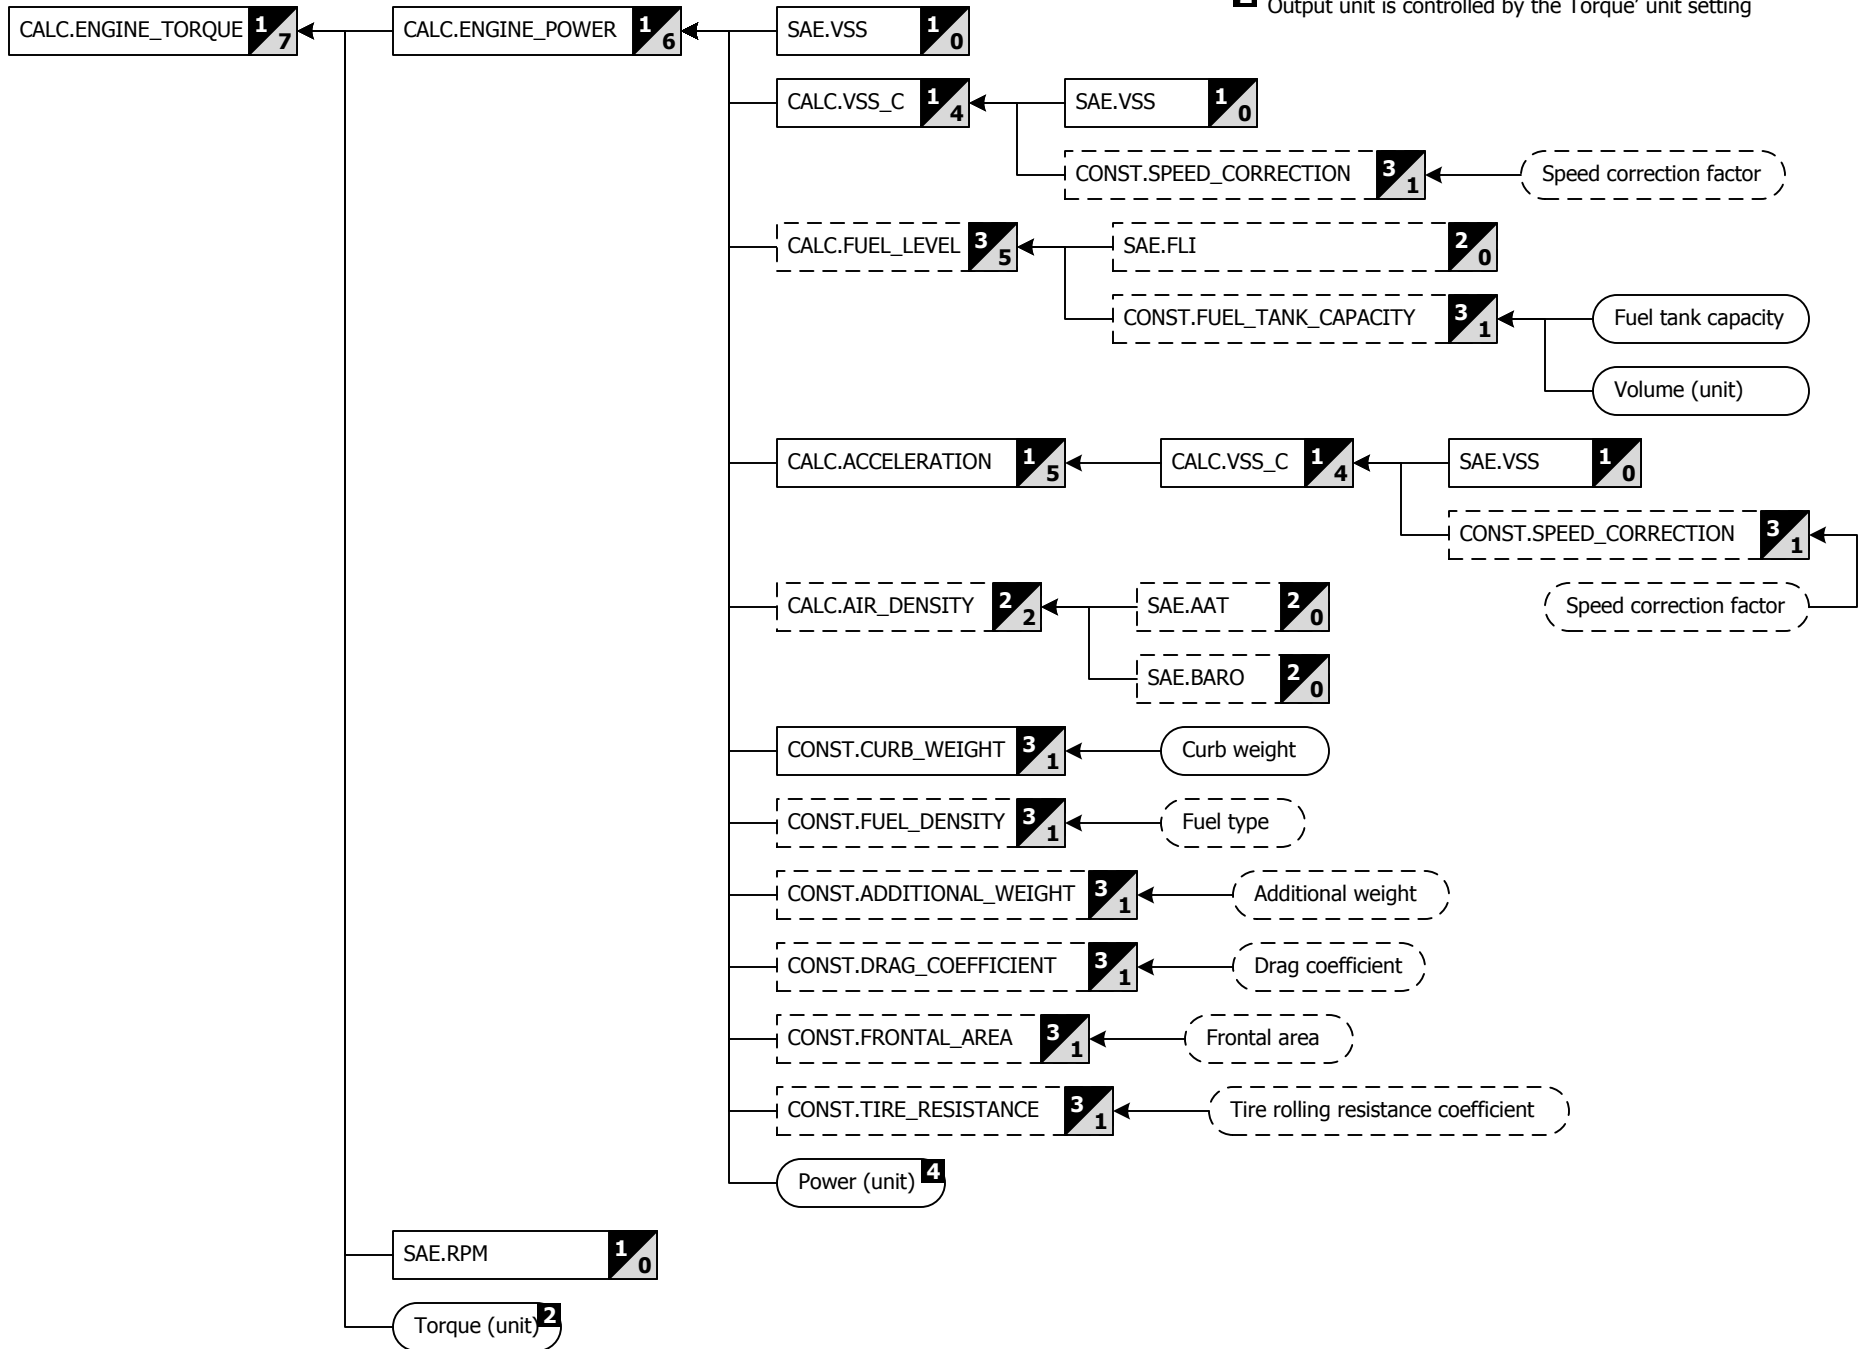 2 Output unit is controlled by the Torque' unit setting
CALC.ENGINE_TORQUE 1 7
CALC.ENGINE_POWER 1 6
SAE.VSS 1 0
CALC.VSS_C 1 4
SAE.VSS 1 0
CONST.SPEED_CORRECTION 3 1
Speed correction factor
CALC.FUEL_LEVEL 3 5
SAE.FLI 2 0
CONST.FUEL_TANK_CAPACITY 3 1
Fuel tank capacity
Volume (unit)
CALC.ACCELERATION 1 5
CALC.VSS_C 1 4
SAE.VSS 1 0
CONST.SPEED_CORRECTION 3 1
Speed correction factor
CALC.AIR_DENSITY 2 2
SAE.AAT 2 0
SAE.BARO 2 0
CONST.CURB_WEIGHT 3 1
Curb weight
CONST.FUEL_DENSITY 3 1
Fuel type
CONST.ADDITIONAL_WEIGHT 3 1
Additional weight
CONST.DRAG_COEFFICIENT 3 1
Drag coefficient
CONST.FRONTAL_AREA 3 1
Frontal area
CONST.TIRE_RESISTANCE 3 1
Tire rolling resistance coefficient
Power (unit) 4
SAE.RPM 1 0
Torque (unit) 2